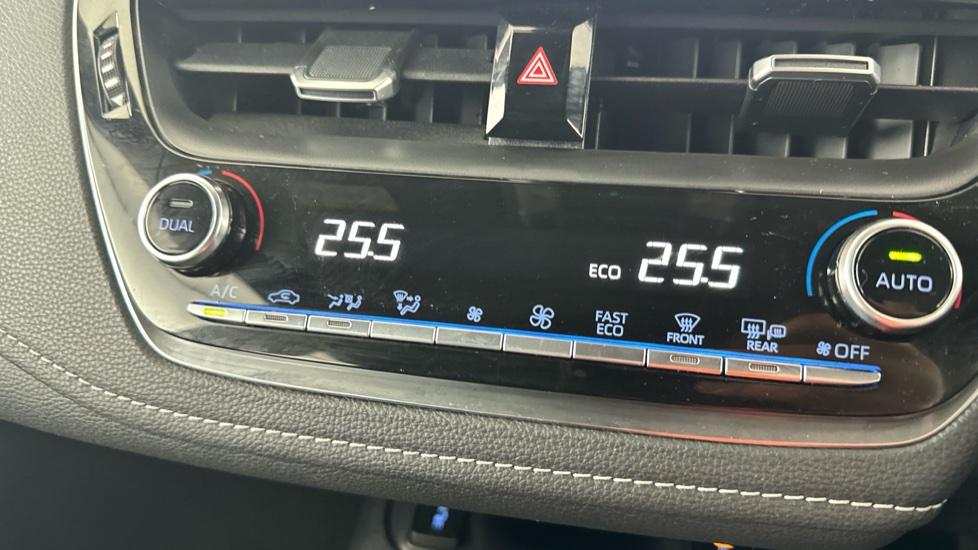 DUAL
25.5
ECO 25.5
AUTO
A/C
FAST
ECO
FRONT
REAR
OFF